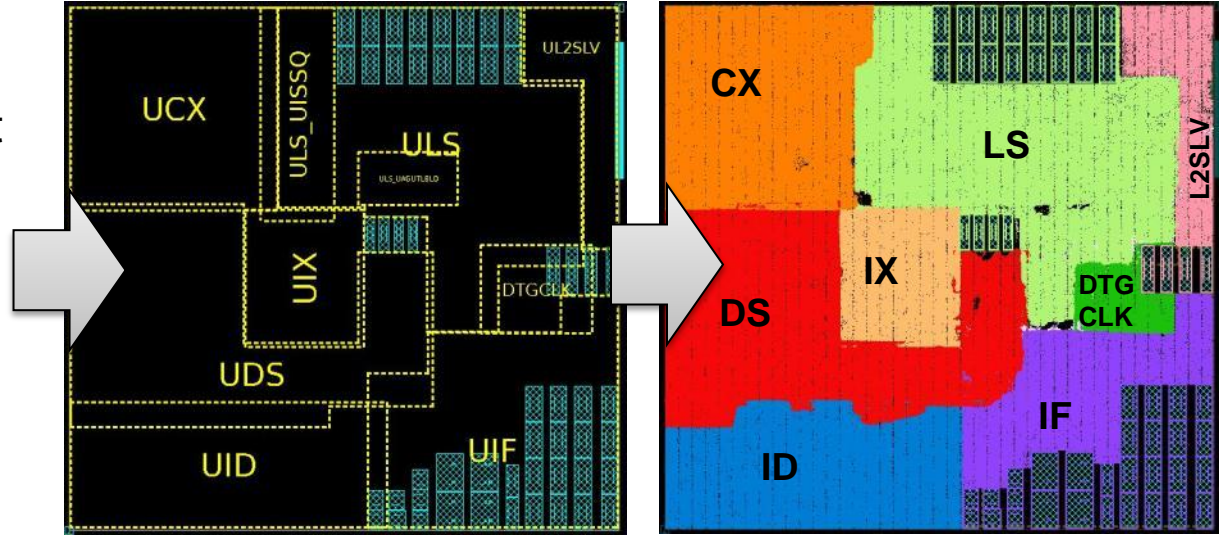 UCX
ULS_UISSQ
UL2SLV
ULS
ULS_UAGUTLBLD
UIX
DTGCLK
UDS
UID
UIF
CX
LS
L2SLV
IX
DS
DTG
CLK
IF
ID